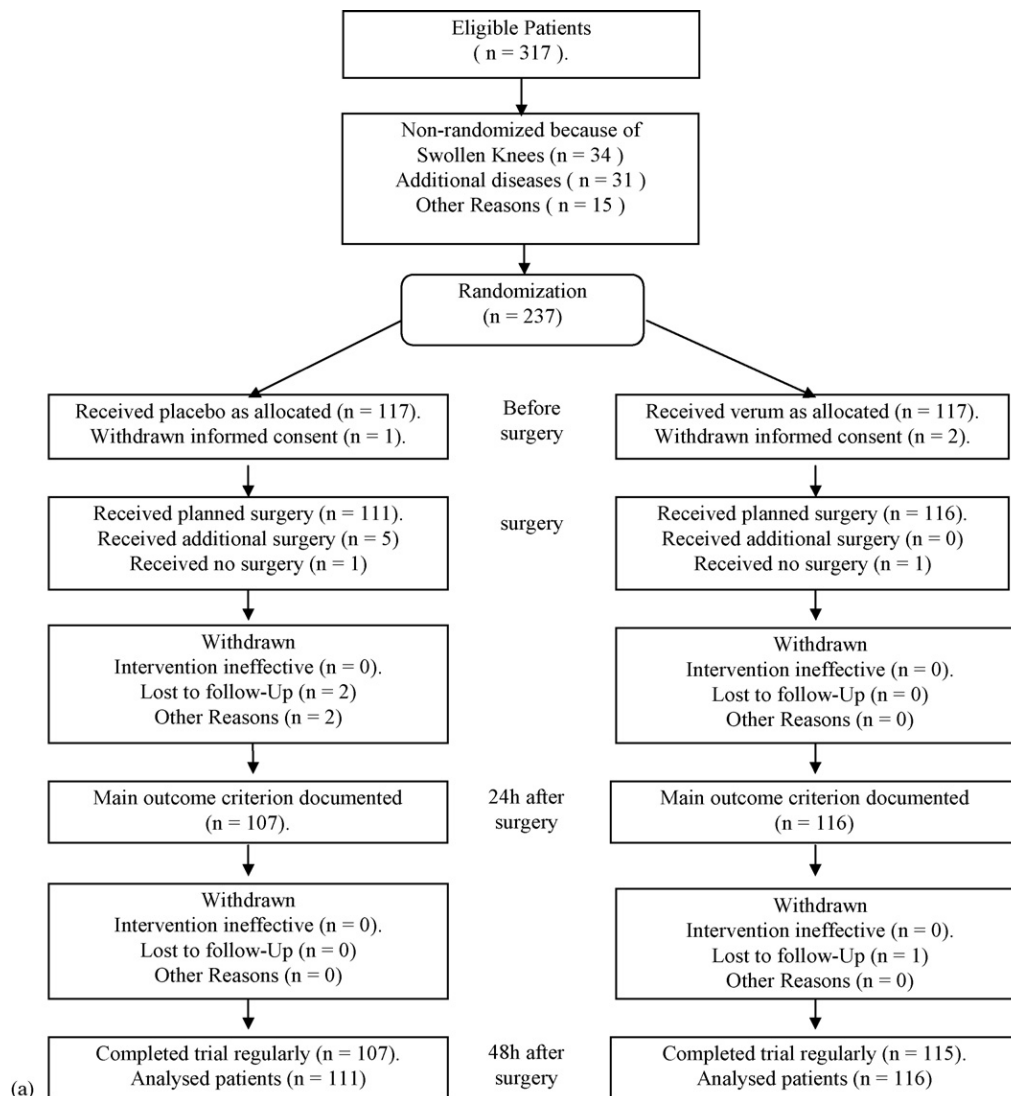 Eligible Patients
( n = 317 ).
Non-randomized because of
Swollen Knees (n = 34 )
Additional diseases ( n = 31 )
Other Reasons ( n = 15 )
Randomization
(n = 237)
Received placebo as allocated (n = 117).
Withdrawn informed consent (n = 1).
Before
surgery
Received verum as allocated (n = 117).
Withdrawn informed consent (n = 2).
Received planned surgery (n = 111).
Received additional surgery (n = 5)
Received no surgery (n = 1)
surgery
Received planned surgery (n = 116).
Received additional surgery (n = 0)
Received no surgery (n = 1)
Withdrawn
Intervention ineffective (n = 0).
Lost to follow-Up (n = 2)
Other Reasons (n = 2)
Withdrawn
Intervention ineffective (n = 0).
Lost to follow-Up (n = 0)
Other Reasons (n = 0)
Main outcome criterion documented
(n = 107).
24h after
surgery
Main outcome criterion documented
(n = 116)
Withdrawn
Intervention ineffective (n = 0).
Lost to follow-Up (n = 0)
Other Reasons (n = 0)
Withdrawn
Intervention ineffective (n = 0).
Lost to follow-Up (n = 1)
Other Reasons (n = 0)
Completed trial regularly (n = 107).
Analysed patients (n = 111)
48h after
surgery
Completed trial regularly (n = 115).
Analysed patients (n = 116)
(a)